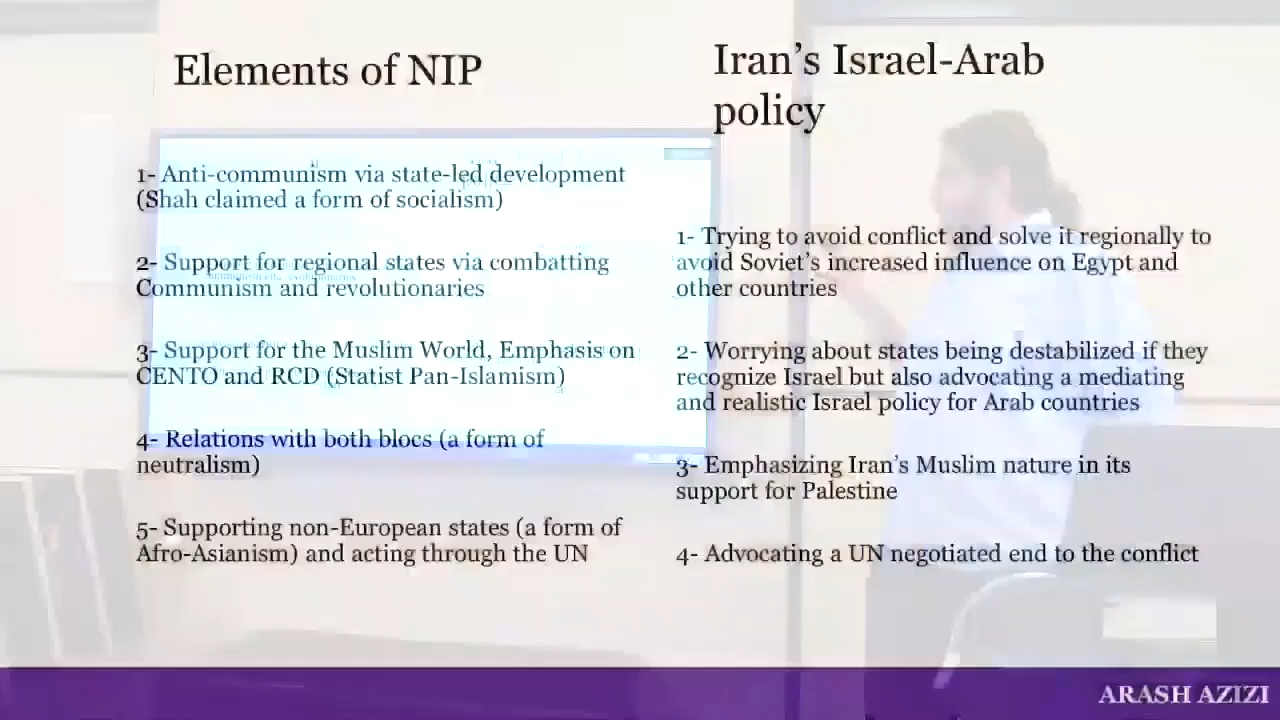 Elements of NIP
1- Anti-communism via state-led development
(Shah claimed a form of socialism)
2- Support for regional states via combatting
Communism and revolutionaries
3- Support for the Muslim World, Emphasis on
CENTO and RCD (Statist Pan-Islamism)
4- Relations with both blocs (a form of
neutralism)
5- Supporting non-European states (a form of
Afro-Asianism) and acting through the UN
Iran's Israel-Arab
policy
1- Trying to avoid conflict and solve it regionally to
avoid Soviet's increased influence on Egypt and
other countries
2- Worrying about states being destabilized if they
recognize Israel but also advocating a mediating
and realistic Israel policy for Arab countries
3- Emphasizing Iran's Muslim nature in its
support for Palestine
4- Advocating a UN negotiated end to the conflict
ARASH AZIZI